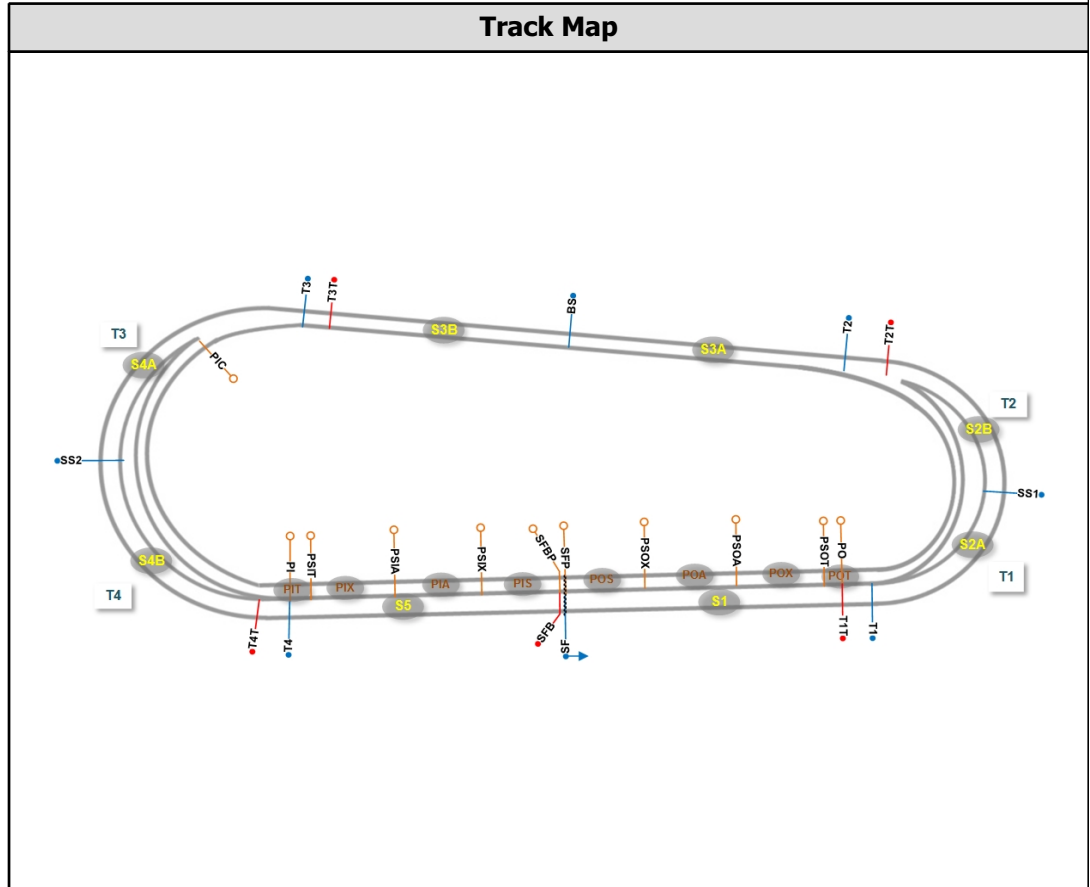 Track Map
T3
T3T
BS
T2
T2T
T3
S4A
PIC
S3B
S3A
T2
S2B
SS2
SS1
S4B
T4
PI
PSIT
PSIA
PSIX
SFBP
SFP
PSOX
PSOA
PSOT
PO
S2A
T1
PIT
PIX
PIA
PIS
POS
POA
POX
POT
S5
S1
T4T
T4
SFB
SF
T1T
T1